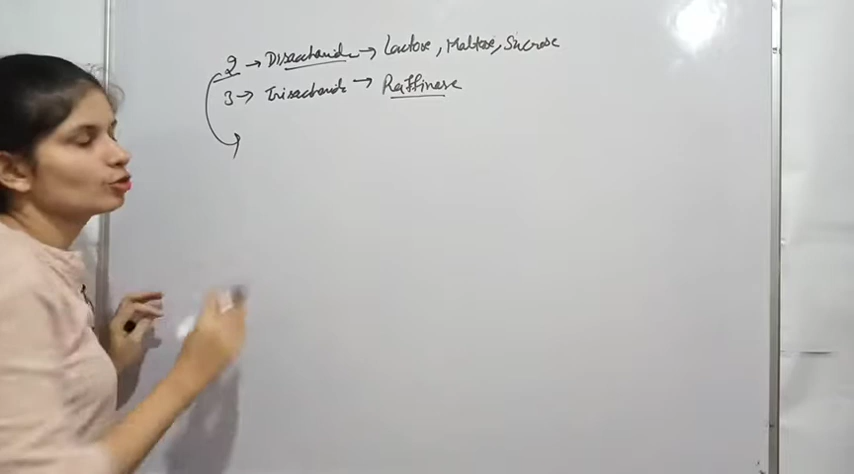 2 → Disaccharide → Lactose, Maltose, Sucrose
3 → Trisaccharide → Raffinose